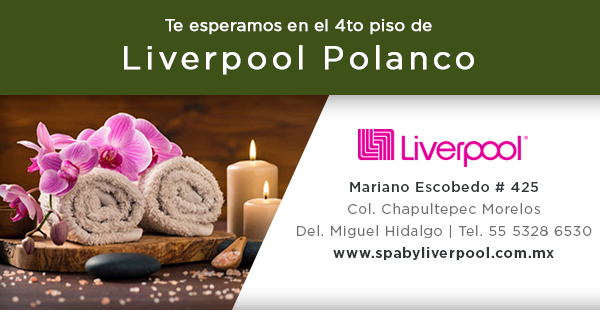 Te esperamos en el 4to piso de
Liverpool Polanco
Liverpool®
Mariano Escobedo # 425
Col. Chapultepec Morelos
Del. Miguel Hidalgo | Tel. 55 5328 6530
www.spabyliverpool.com.mx